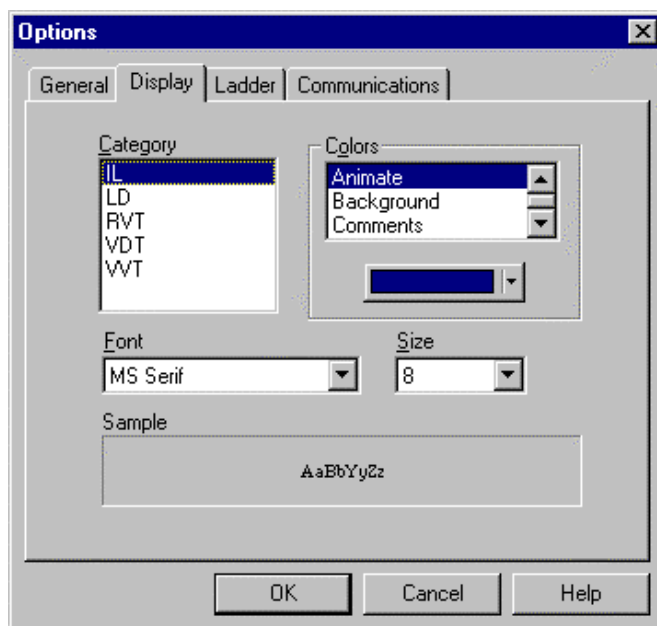 Options
General Display Ladder Communications
Category
IL
LD
RVT
VDT
VVT
Colors
Animate
Background
Comments
Font
MS Serif
Size
8
Sample
AaBbYyZz
OK Cancel Help